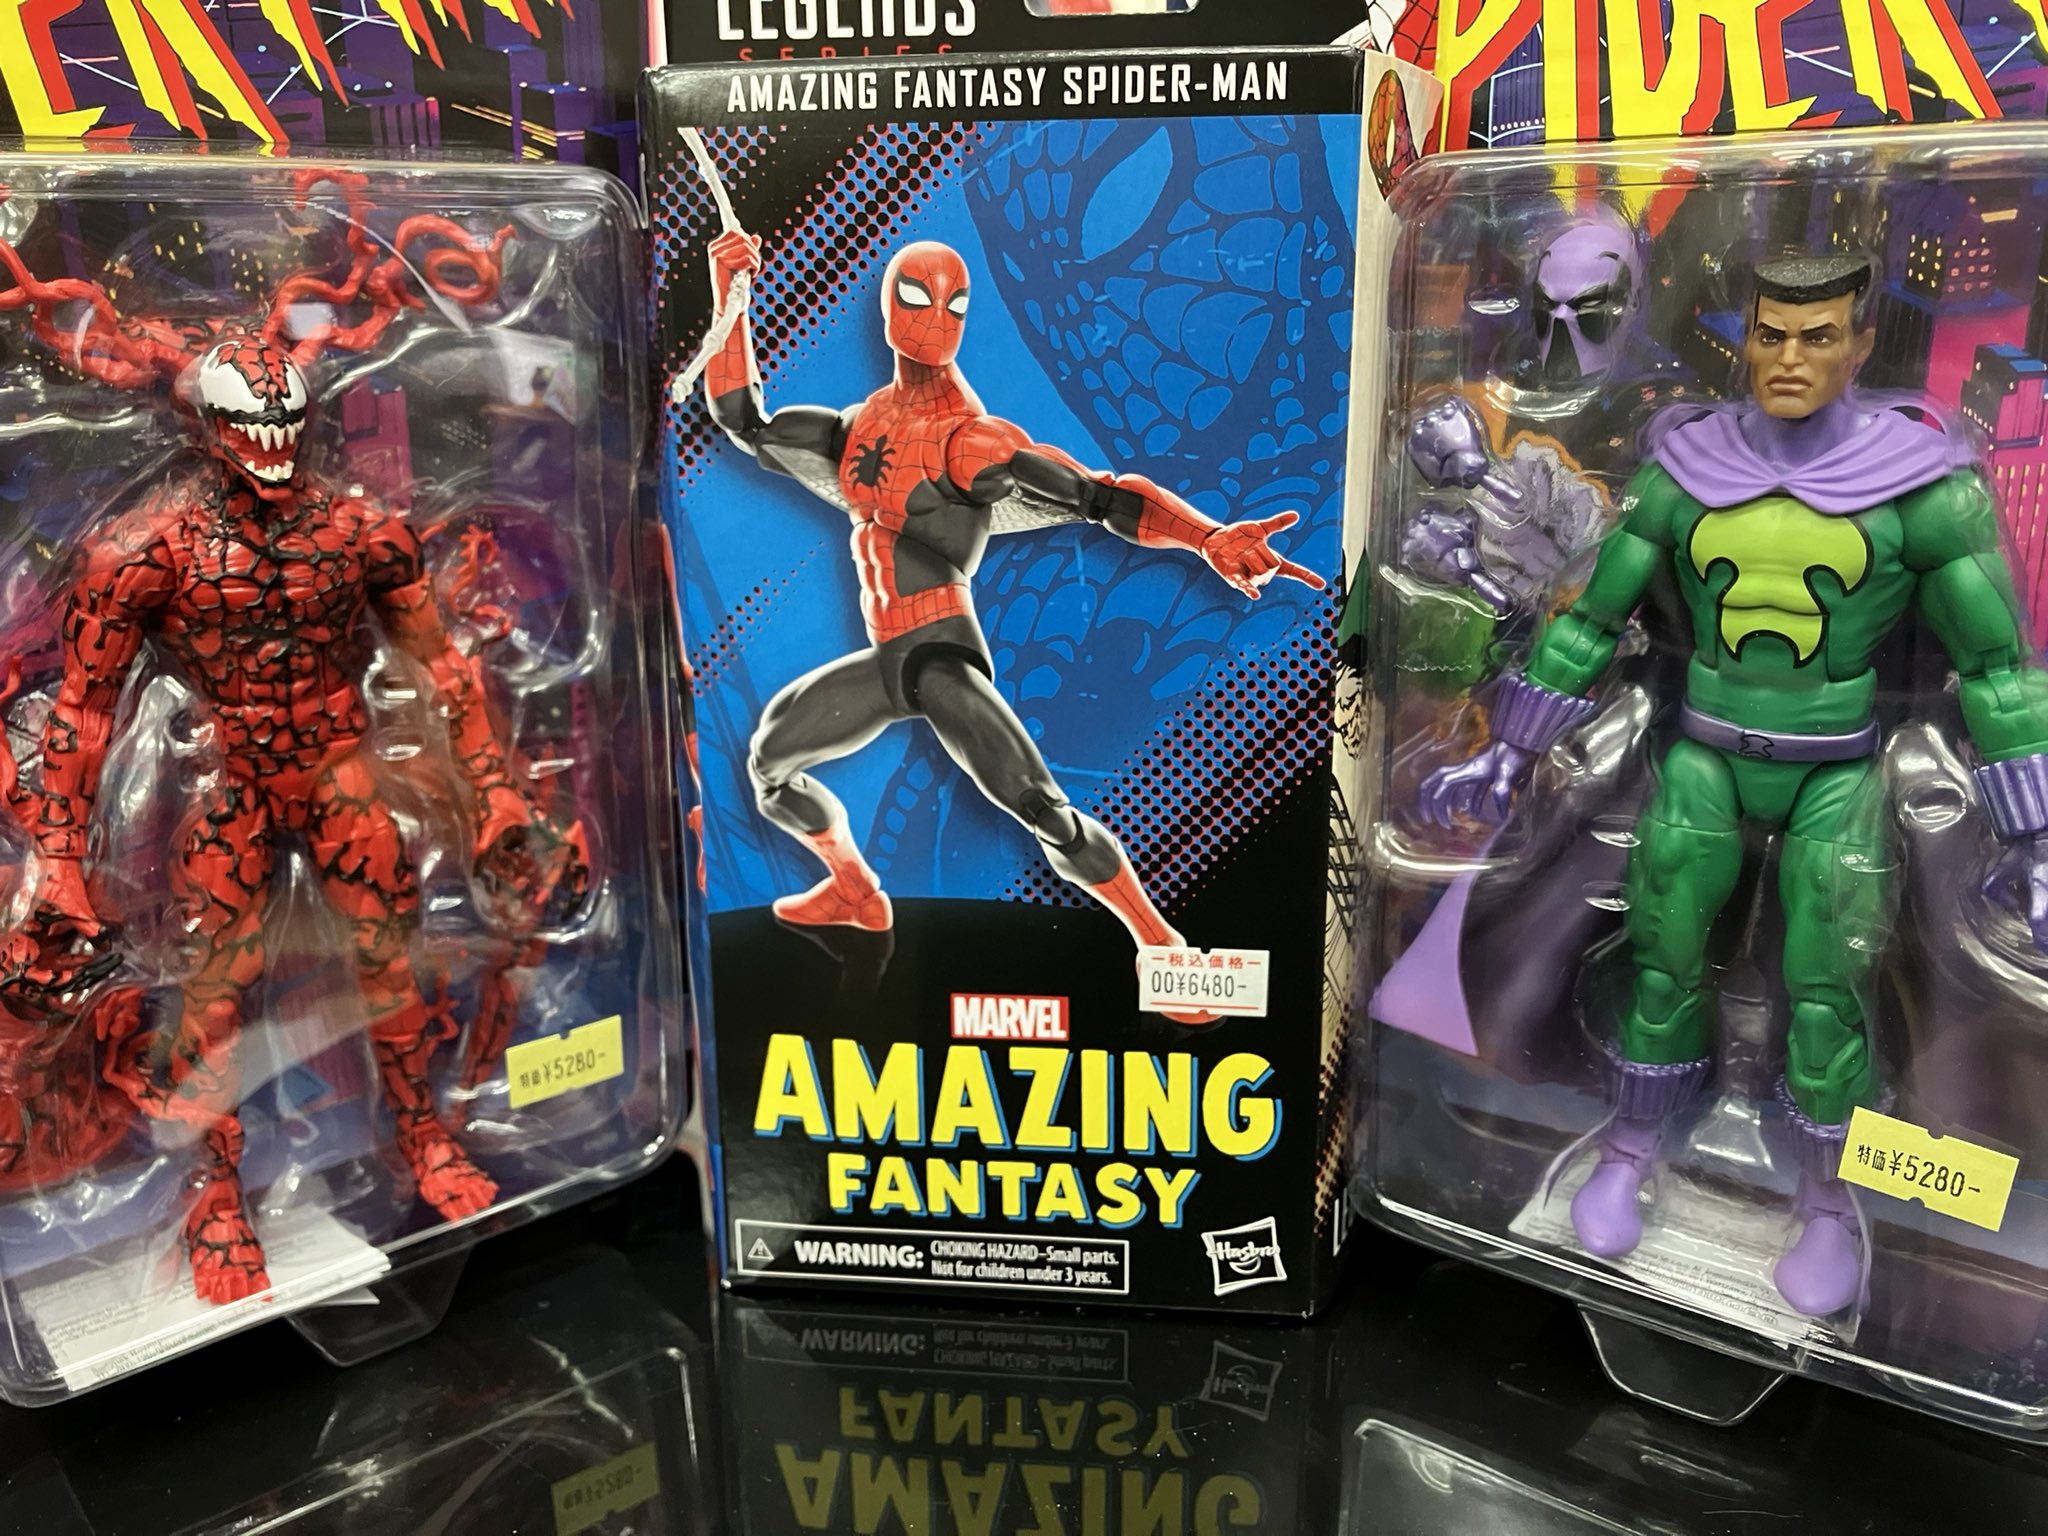 LEGENDS
SERIES
AMAZING FANTASY SPIDER-MAN
税込価格
00¥6480-
MARVEL
AMAZING
FANTASY
WARNING: CHOKING HAZARD–Small parts.
Not for children under 3 years.
Hasbro
特価¥5280-
特価¥5280-